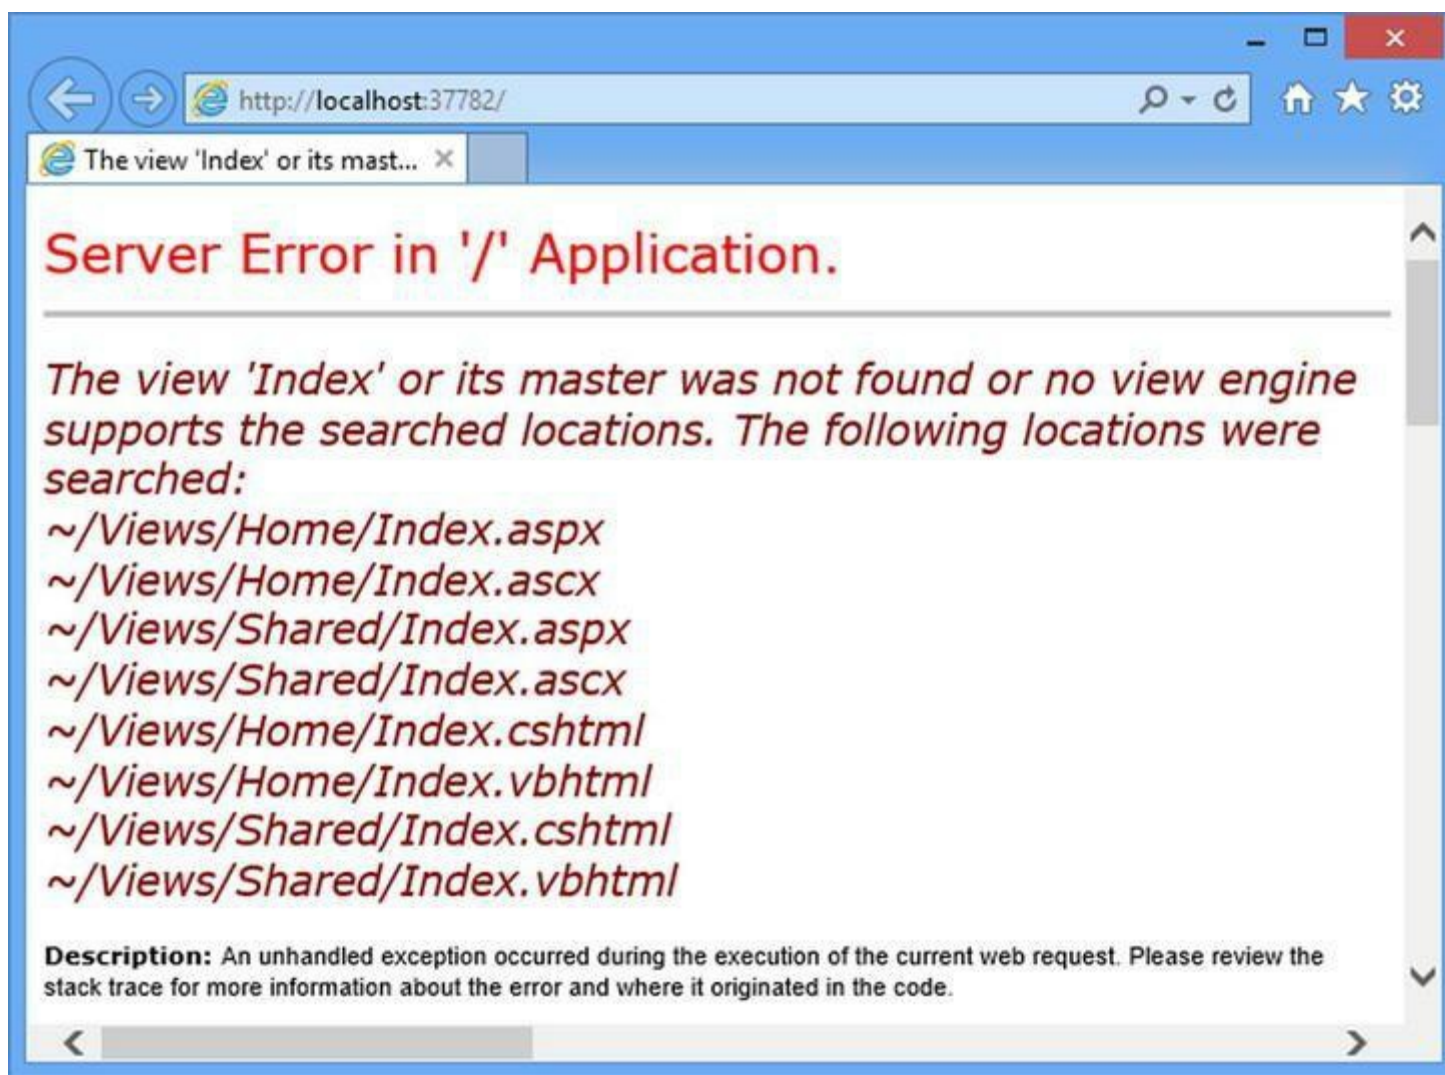 http://localhost:37782/
The view 'Index' or its mast...
Server Error in '/' Application.
The view 'Index' or its master was not found or no view engine
supports the searched locations. The following locations were
searched:
~/Views/Home/Index.aspx
~/Views/Home/Index.ascx
~/Views/Shared/Index.aspx
~/Views/Shared/Index.ascx
~/Views/Home/Index.cshtml
~/Views/Home/Index.vbhtml
~/Views/Shared/Index.cshtml
~/Views/Shared/Index.vbhtml
Description: An unhandled exception occurred during the execution of the current web request. Please review the
stack trace for more information about the error and where it originated in the code.